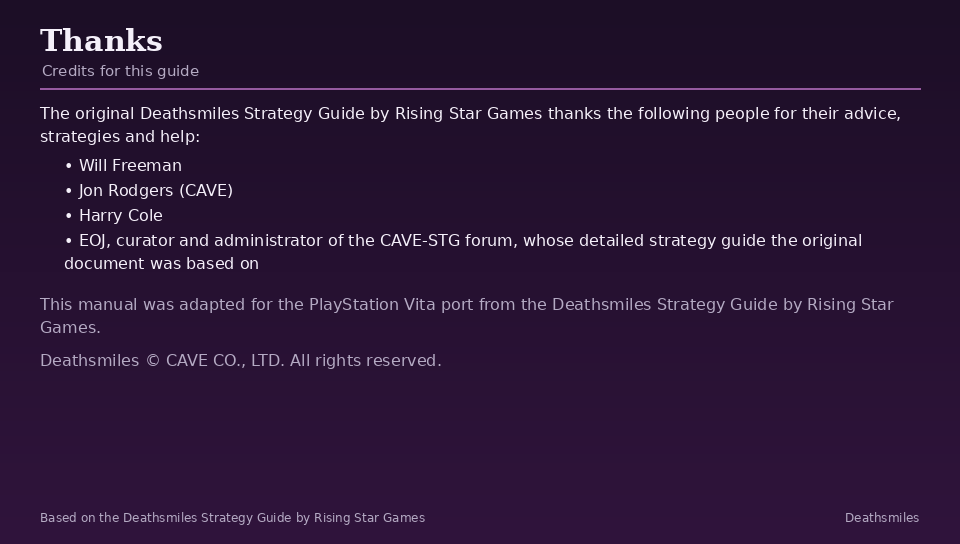 Thanks
Credits for this guide
The original Deathsmiles Strategy Guide by Rising Star Games thanks the following people for their advice,
strategies and help:
• Will Freeman
• Jon Rodgers (CAVE)
• Harry Cole
• EOJ, curator and administrator of the CAVE-STG forum, whose detailed strategy guide the original
document was based on
This manual was adapted for the PlayStation Vita port from the Deathsmiles Strategy Guide by Rising Star
Games.
Deathsmiles © CAVE CO., LTD. All rights reserved.
Based on the Deathsmiles Strategy Guide by Rising Star Games
Deathsmiles